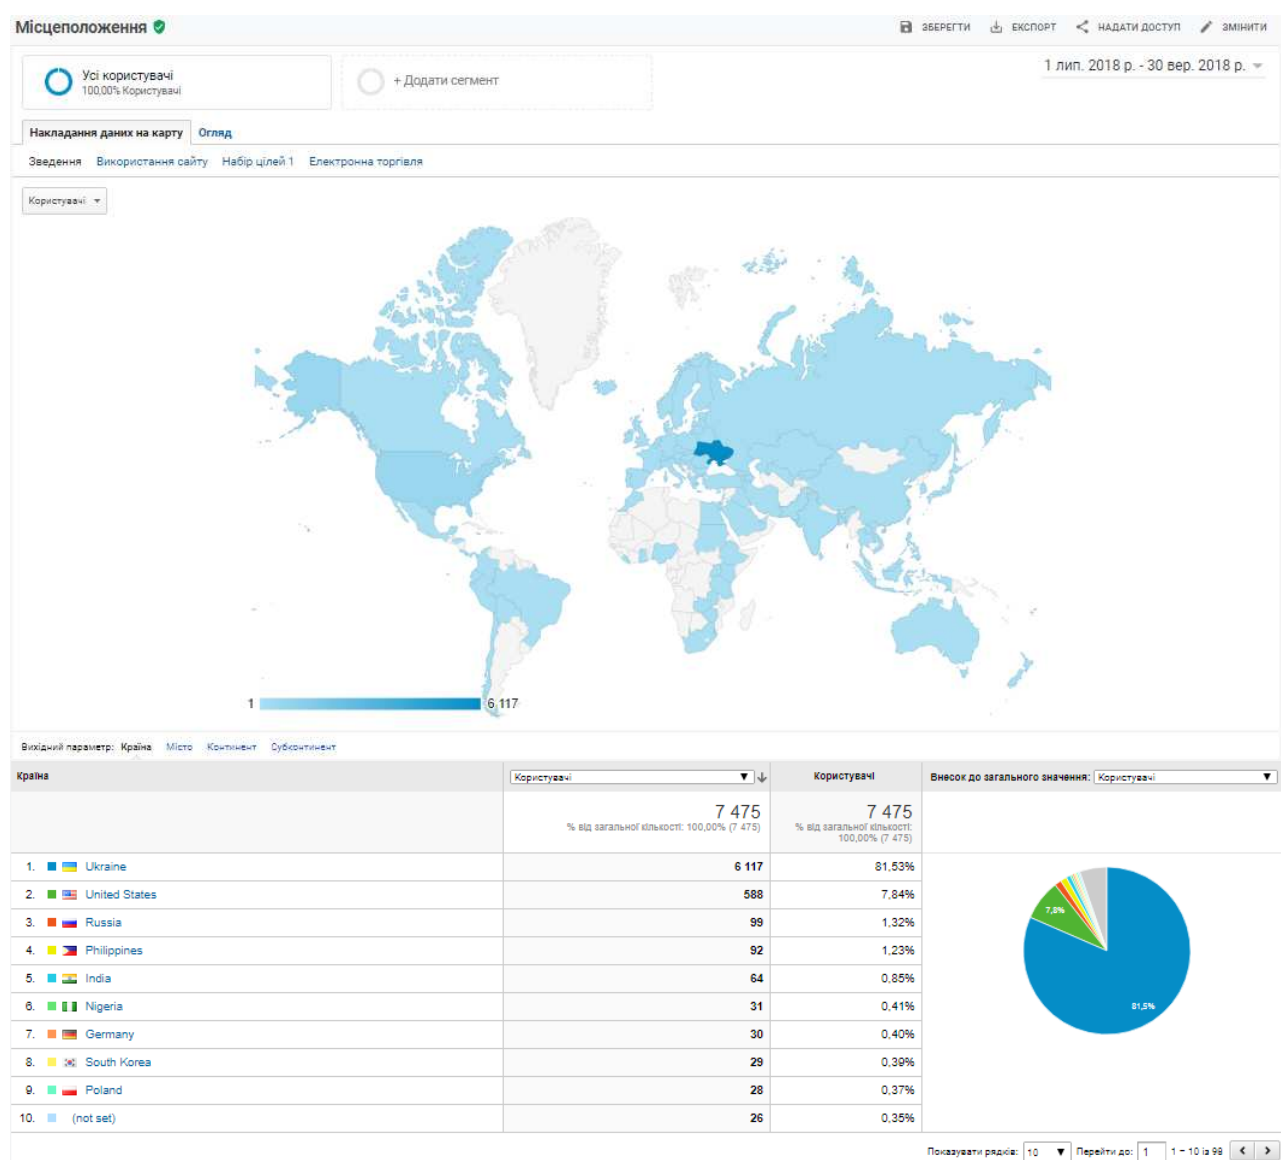 Місцеположення
ЗБЕРЕГТИ ЕКСПОРТ НАДАТИ ДОСТУП ЗМІНИТИ
Усі користувачі
100,00% Користувачі
+ Додати сегмент
1 лип. 2018 р. - 30 вер. 2018 р.
Накладання даних на карту Огляд
Зведення Використання сайту Набір цілей 1 Електронна торгівля
Користувачі
1 6 117
Вихідний параметр: Країна Місто Континент Субконтинент
Країна Користувачі Користувачі Внесок до загального значення: Користувачі
7 475 7 475
% від загальної кількості: 100,00% (7 475) % від загальної кількості:
100,00% (7 475)
1. Ukraine 6 117 81,53%
2. United States 588 7,84%
3. Russia 99 1,32%
4. Philippines 92 1,23%
5. India 64 0,85%
6. Nigeria 31 0,41%
7. Germany 30 0,40%
8. South Korea 29 0,39%
9. Poland 28 0,37%
10. (not set) 26 0,35%
7,8%
81,5%
Показувати рядків: 10 Перейти до: 1 1 – 10 із 98